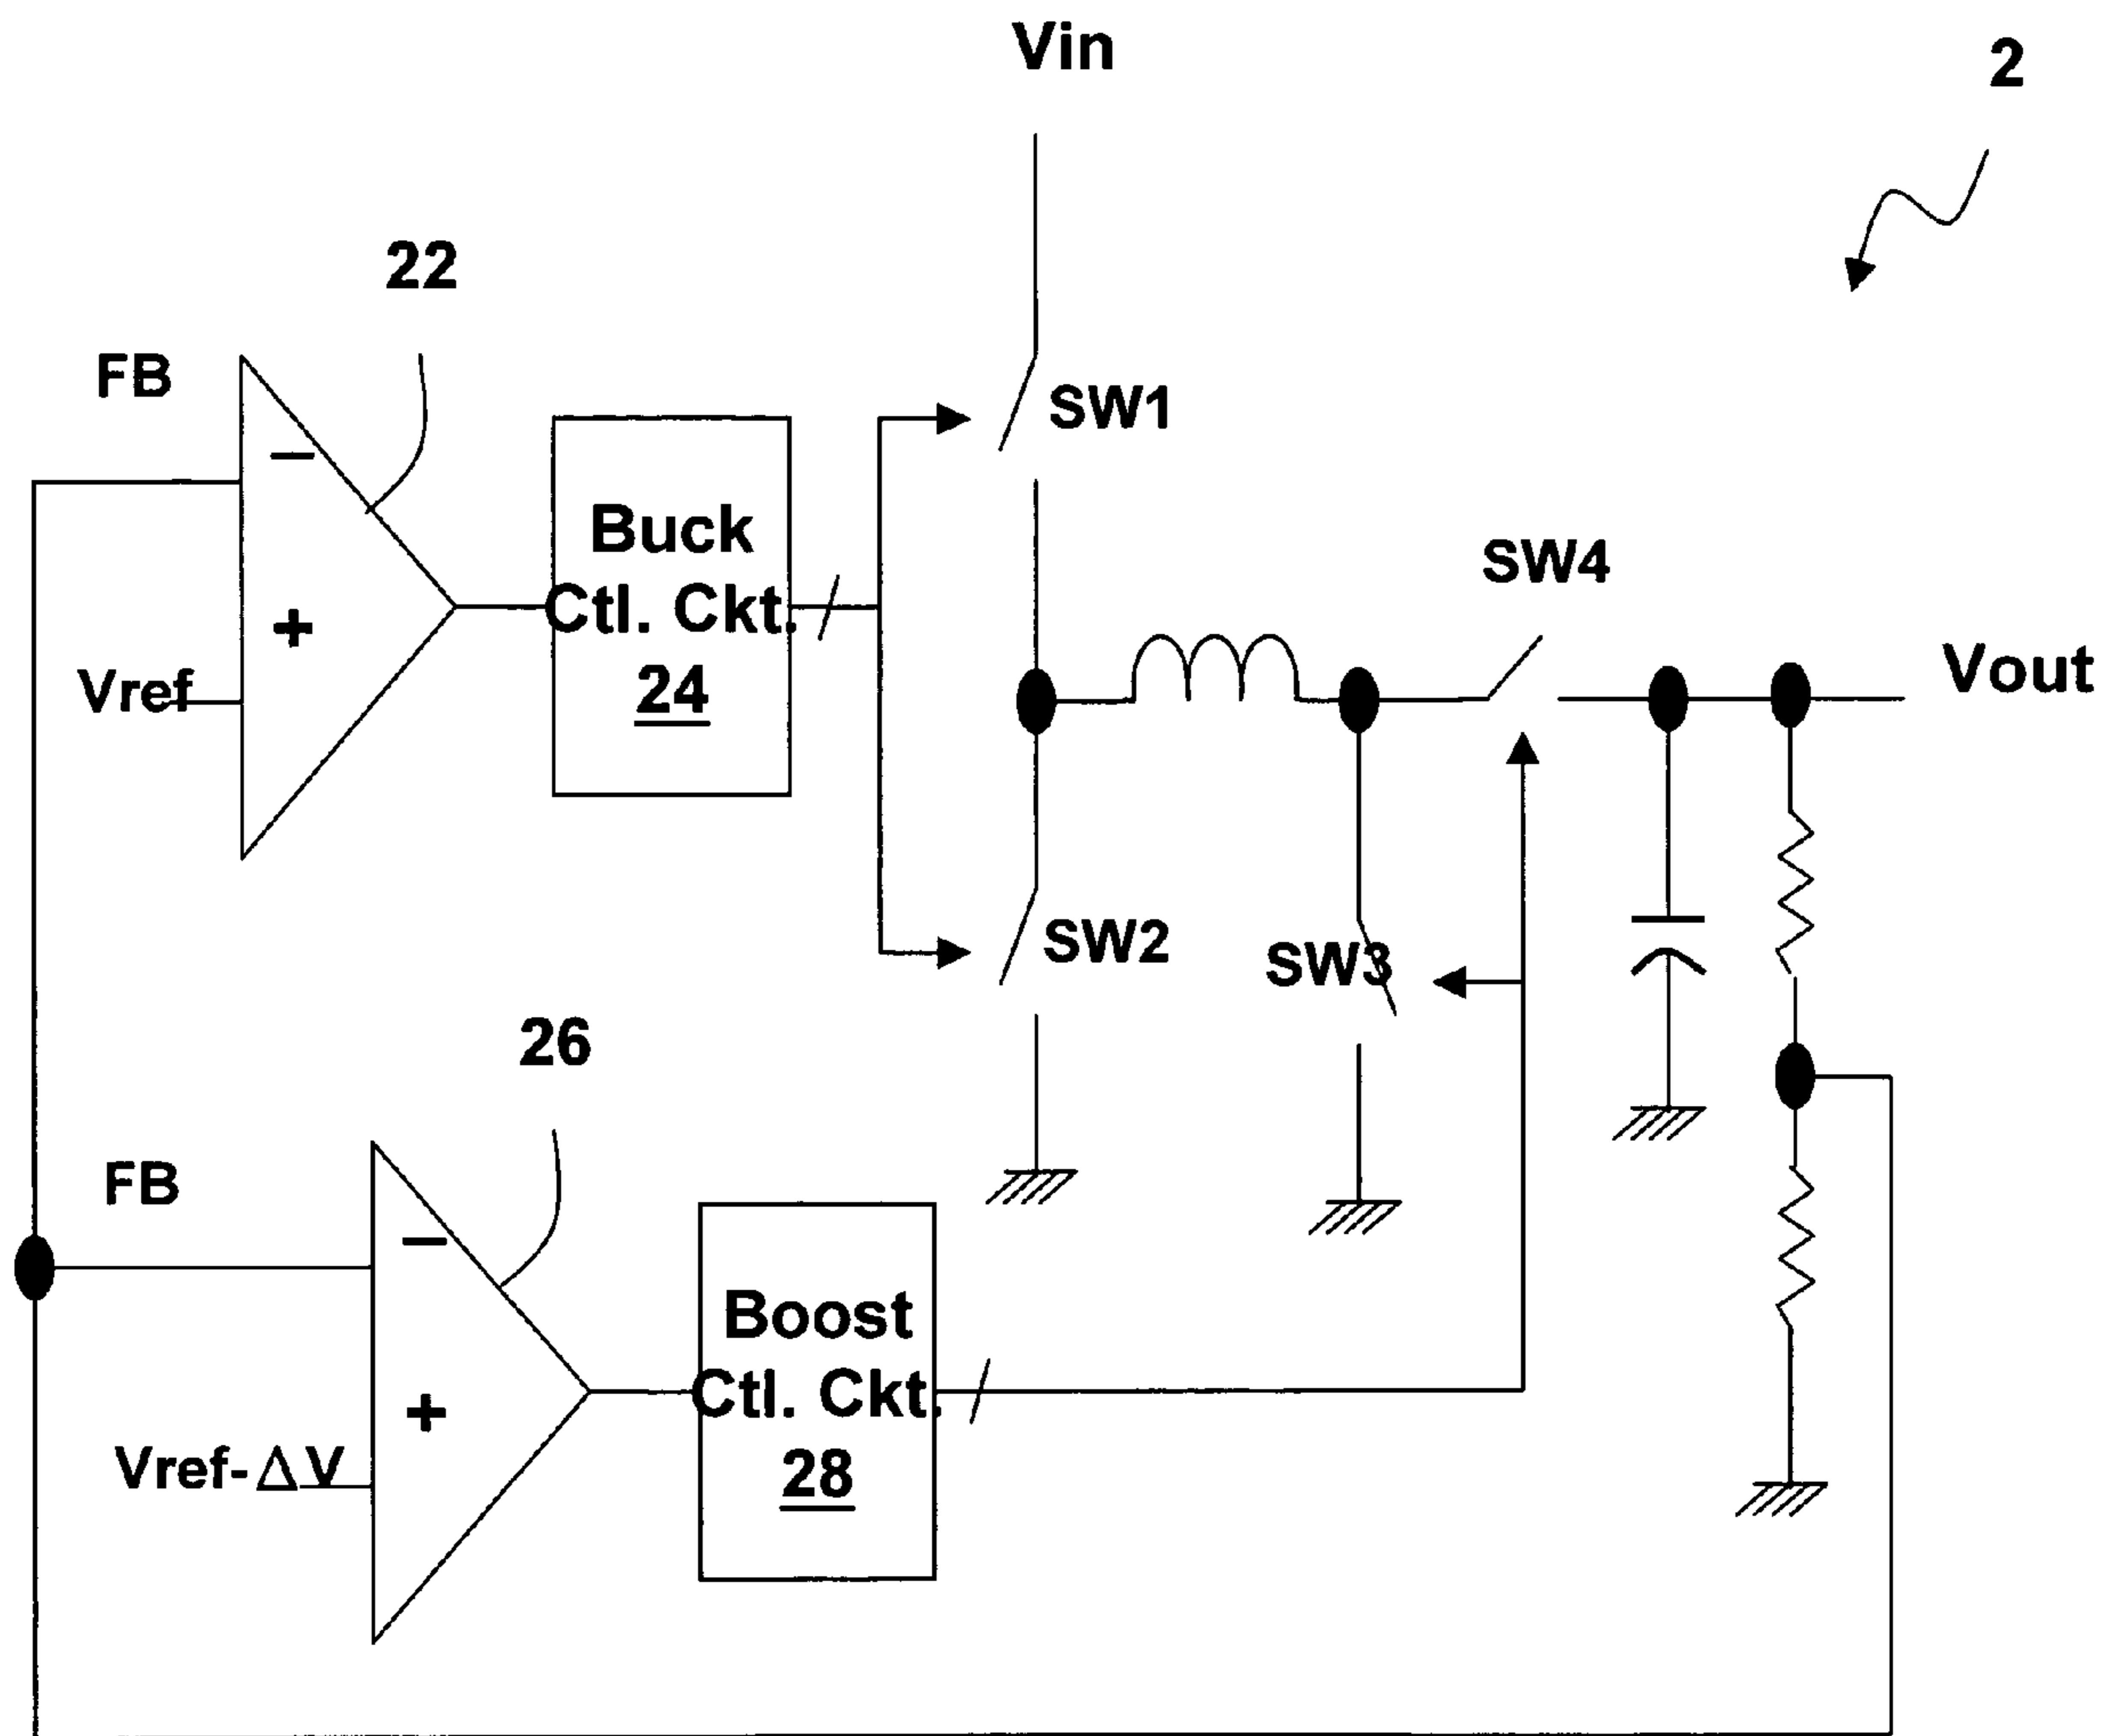 Vin
2
22
FB
−
SW1
Buck
Ctl. Ckt.
24
SW4
+
Vref
Vout
SW2
SW3
26
FB
−
Boost
Ctl. Ckt.
28
+
Vref-ΔV